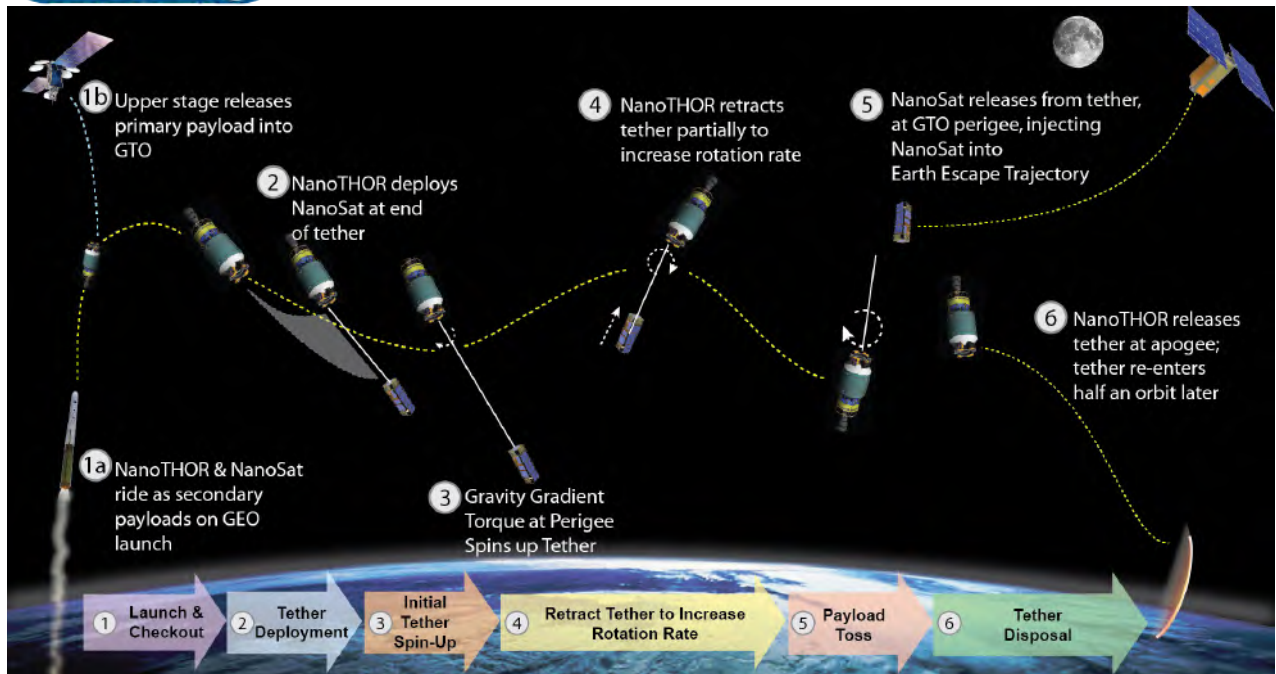 1b
Upper stage releases
primary payload into
GTO
2
NanoTHOR deploys
NanoSat at end
of tether
4
NanoTHOR retracts
tether partially to
increase rotation rate
5
NanoSat releases from tether,
at GTO perigee, injecting
NanoSat into
Earth Escape Trajectory
6
NanoTHOR releases
tether at apogee;
tether re-enters
half an orbit later
1a
NanoTHOR & NanoSat
ride as secondary
payloads on GEO
launch
3
Gravity Gradient
Torque at Perigee
Spins up Tether
1
Launch &
Checkout
2
Tether
Deployment
3
Initial
Tether
Spin-Up
4
Retract Tether to Increase
Rotation Rate
5
Payload
Toss
6
Tether
Disposal